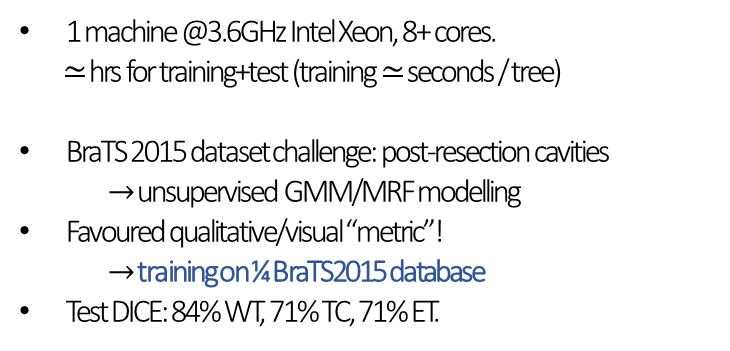 • 1 machine @3.6GHz Intel Xeon, 8+ cores.
≃ hrs for training+test (training ≃ seconds / tree)
• BraTS 2015 dataset challenge: post-resection cavities
→ unsupervised GMM/MRF modelling
• Favoured qualitative/visual “metric”!
→ training on ¼ BraTS2015 database
• Test DICE: 84% WT, 71% TC, 71% ET.